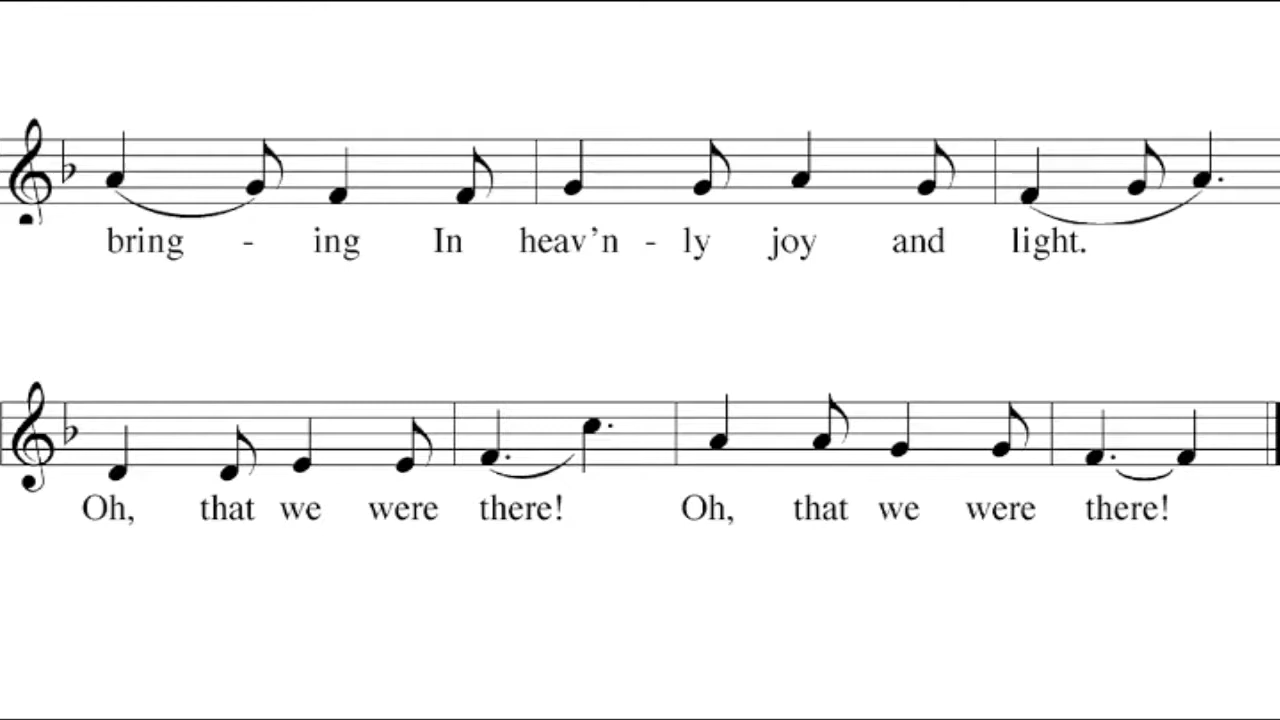 bring - ing In heav'n - ly joy and light.
Oh, that we were there! Oh, that we were there!